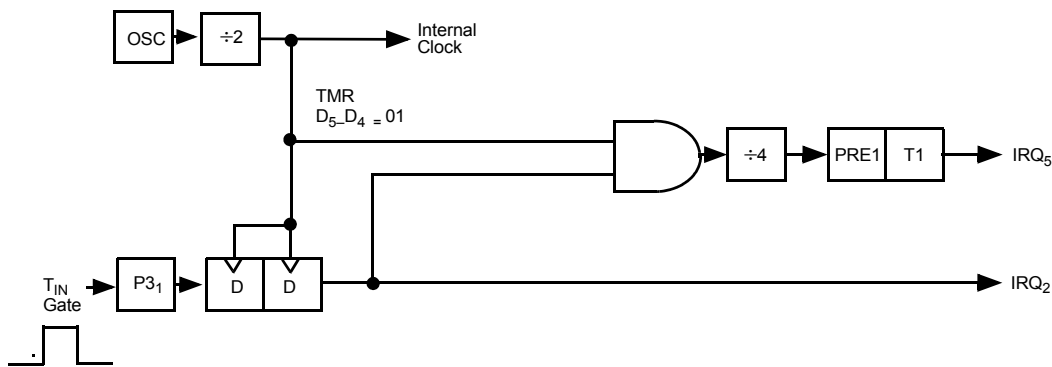 OSC
÷2
Internal
Clock
TMR
D5_D4 = 01
÷4
PRE1
T1
IRQ5
TIN
Gate
P31
D
D
IRQ2